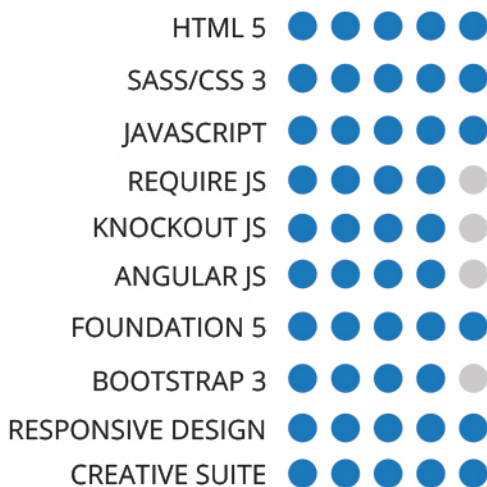 HTML 5
SASS/CSS 3
JAVASCRIPT
REQUIRE JS
KNOCKOUT JS
ANGULAR JS
FOUNDATION 5
BOOTSTRAP 3
RESPONSIVE DESIGN
CREATIVE SUITE